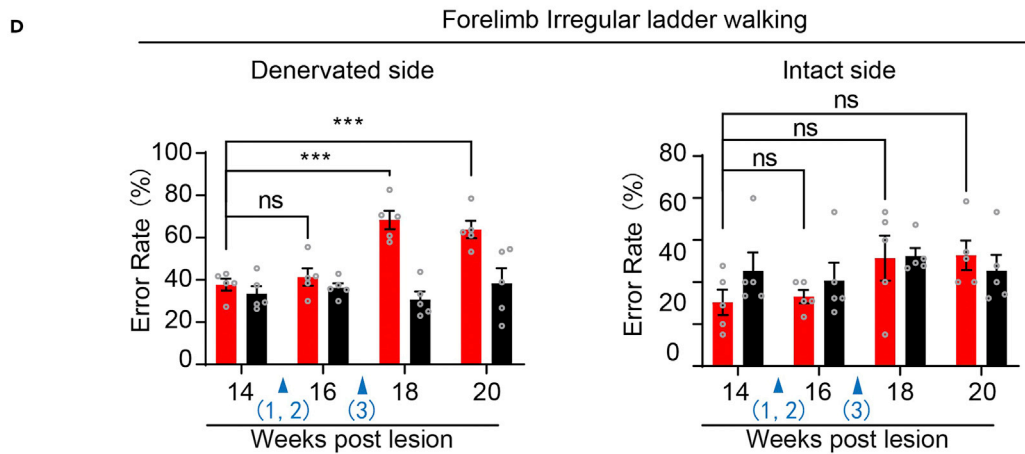 D
Forelimb Irregular ladder walking
Denervated side
Intact side
***
***
ns
Error Rate (%)
100
80
60
40
20
0
14 16 18 20
(1, 2) (3)
Weeks post lesion
ns
ns
ns
Error Rate (%)
80
60
40
20
0
14 16 18 20
(1, 2) (3)
Weeks post lesion